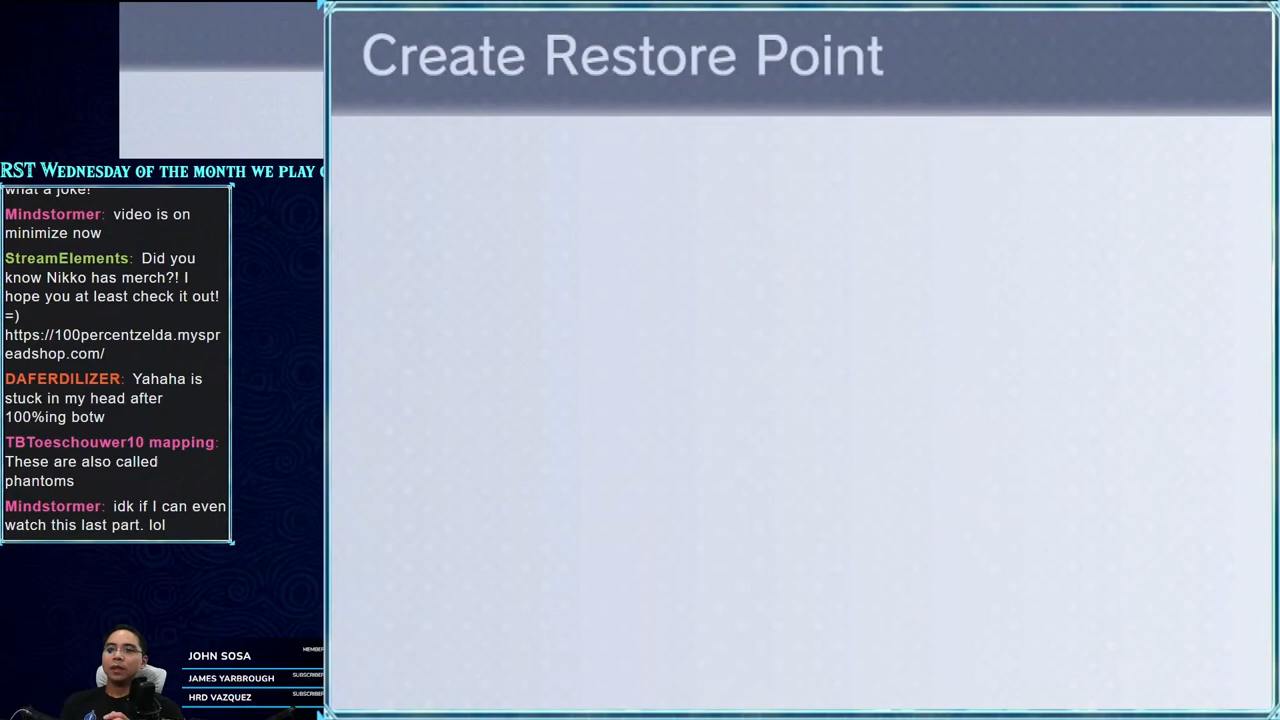 Create Restore Point
RST Wednesday of the month we play
what a joke!
Mindstormer: video is on
minimize now
StreamElements: Did you
know Nikko has merch?! I
hope you at least check it out!
=)
https://100percentzelda.myspr
eadshop.com/
DAFERDILIZER: Yahaha is
stuck in my head after
100%ing botw
TBToeschouwer10 mapping:
These are also called
phantoms
Mindstormer: idk if I can even
watch this last part. lol
JOHN SOSA MEMBER
JAMES YARBROUGH SUBSCRIBER
HRD VAZQUEZ SUBSCRIBER